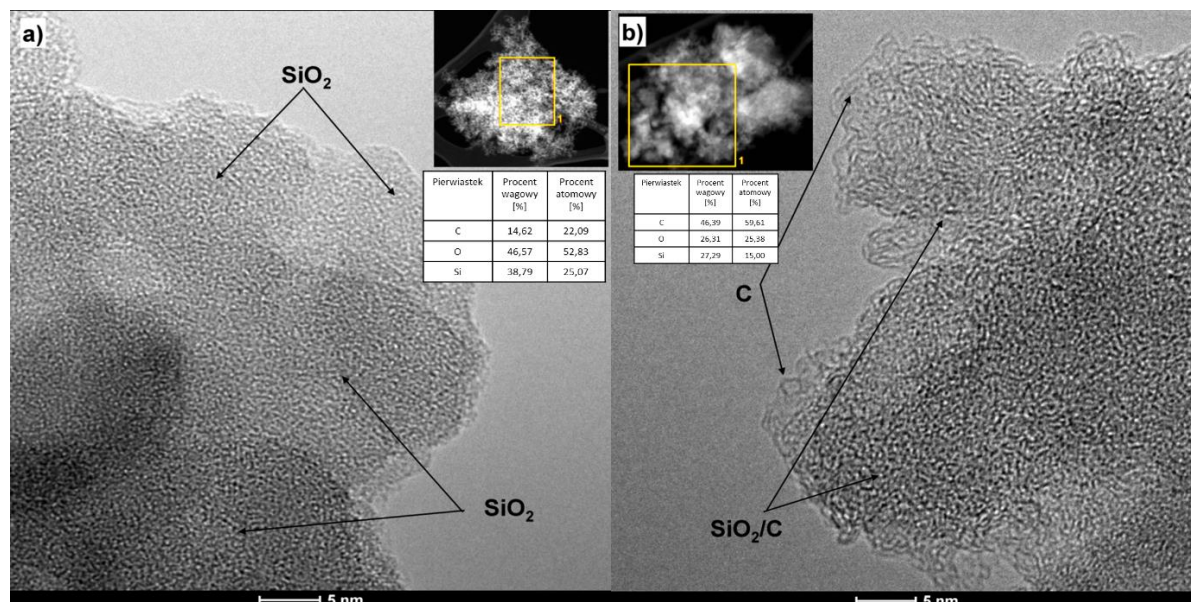 a)
SiO₂
1
Pierwiastek Procent wagowy [%] Procent atomowy [%]
C 14,62 22,09
O 46,57 52,83
Si 38,79 25,07
SiO₂
5 nm
b)
1
Pierwiastek Procent wagowy [%] Procent atomowy [%]
C 46,39 59,61
O 26,31 25,38
Si 27,29 15,00
C
SiO₂/C
5 nm